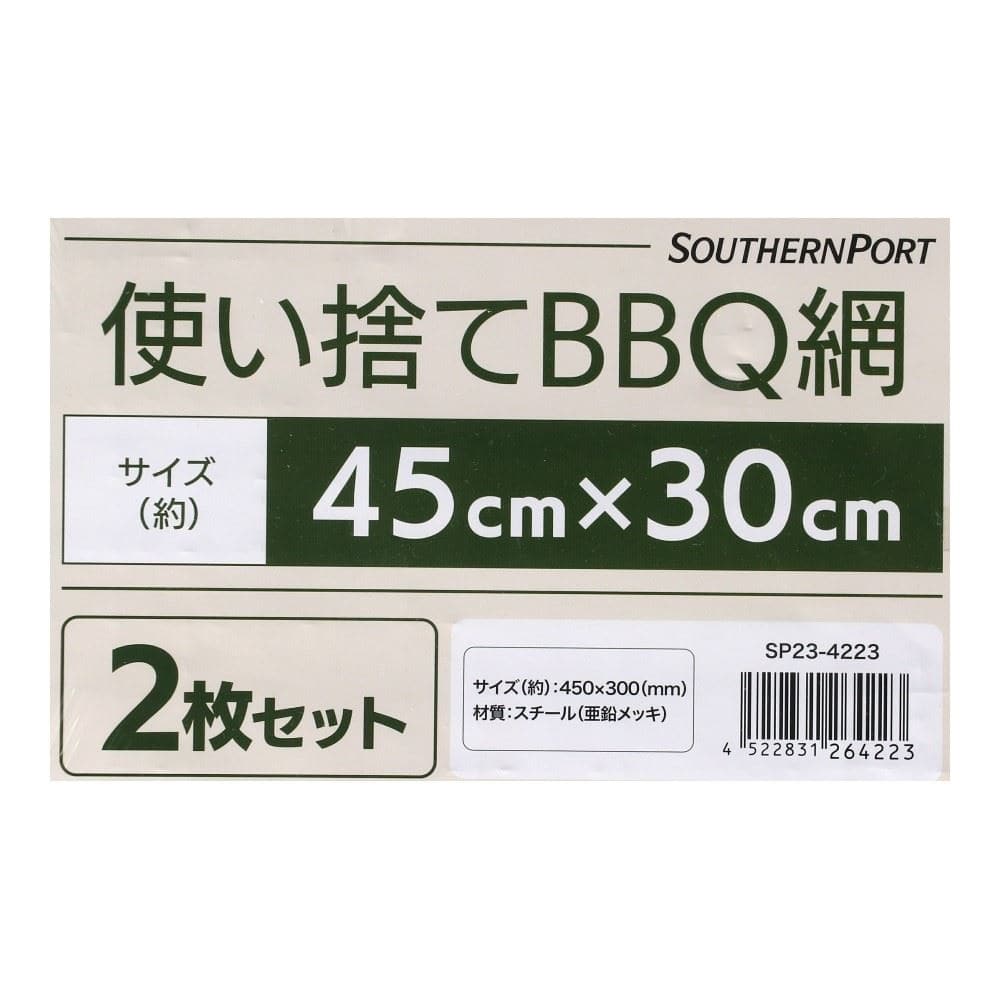 SOUTHERNPORT
使い捨てBBQ網
サイズ
(約)
45cm×30cm
2枚セット
サイズ(約):450×300(mm)
材質:スチール(亜鉛メッキ)
SP23-4223
4 522831 264223